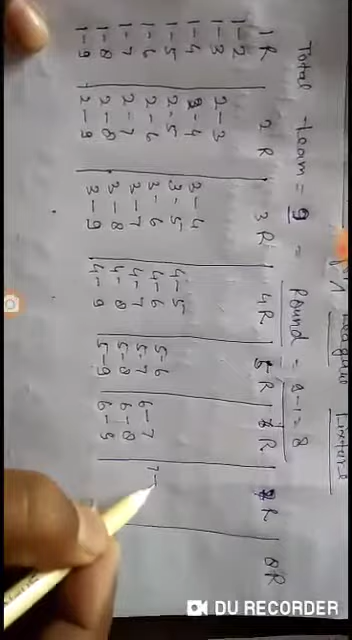 League Fixture
Total team = 9 = Round = 9-1=8
1R 2R 3R 4R 5R 6R 7R 8R
1-2
1-3 2-3
1-4 2-4 3-4
1-5 2-5 3-5 4-5
1-6 2-6 3-6 4-6 5-6
1-7 2-7 3-7 4-7 5-7 6-7 7-
1-8 2-8 3-8 4-8 5-8 6-8
1-9 2-9 3-9 4-9 5-9 6-9
DU RECORDER